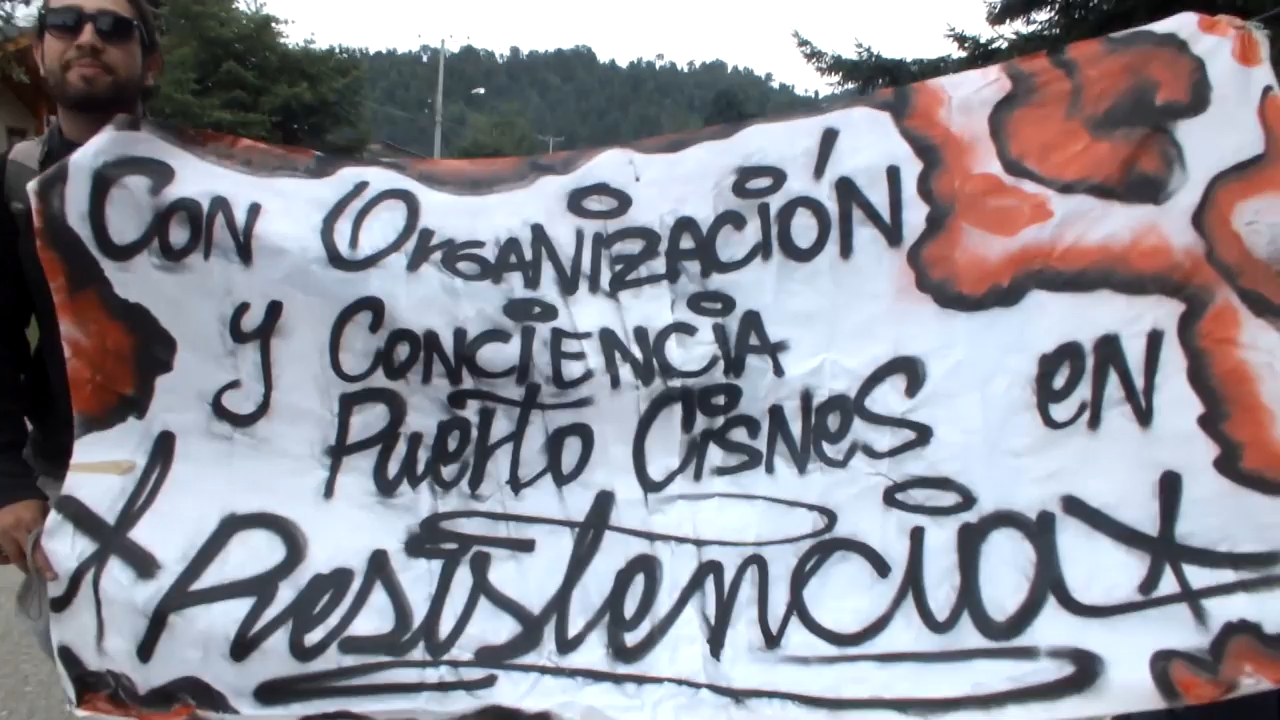 Con Organización
y Conciencia
Puerto Cisnes en
Resistencia